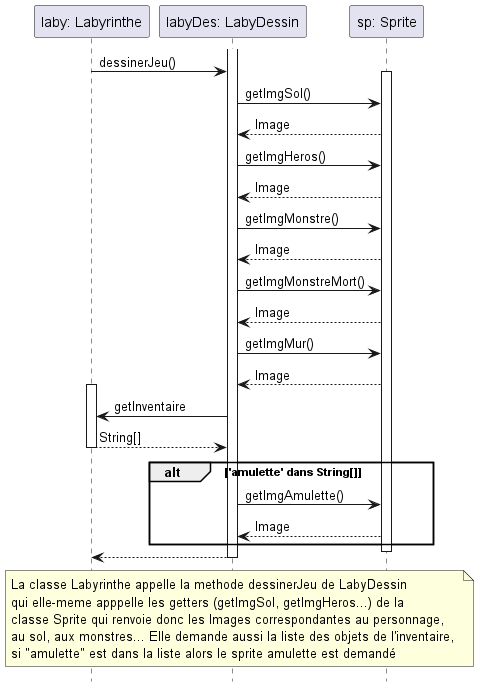 laby: Labyrinthe
labyDes: LabyDessin
sp: Sprite
dessinerJeu()
getImgSol()
Image
getImgHeros()
Image
getImgMonstre()
Image
getImgMonstreMort()
Image
getImgMur()
Image
getInventaire
String[]
alt
['amulette' dans String[]]
getImgAmulette()
Image
La classe Labyrinthe appelle la methode dessinerJeu de LabyDessin
qui elle-meme apppelle les getters (getImgSol, getImgHeros...) de la
classe Sprite qui renvoie donc les Images correspondantes au personnage,
au sol, aux monstres... Elle demande aussi la liste des objets de l'inventaire,
si "amulette" est dans la liste alors le sprite amulette est demandé